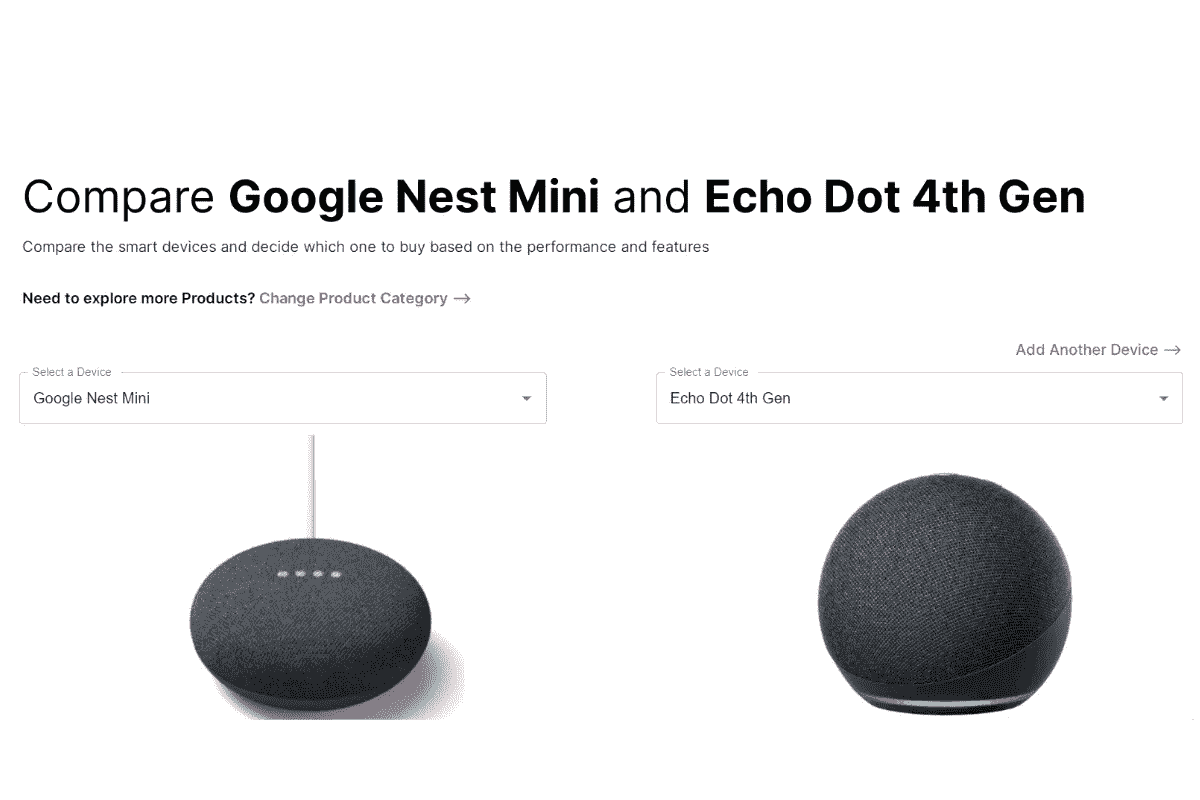 Compare Google Nest Mini and Echo Dot 4th Gen
Compare the smart devices and decide which one to buy based on the performance and features
Need to explore more Products? Change Product Category →
Add Another Device →
Select a Device
Google Nest Mini
Select a Device
Echo Dot 4th Gen